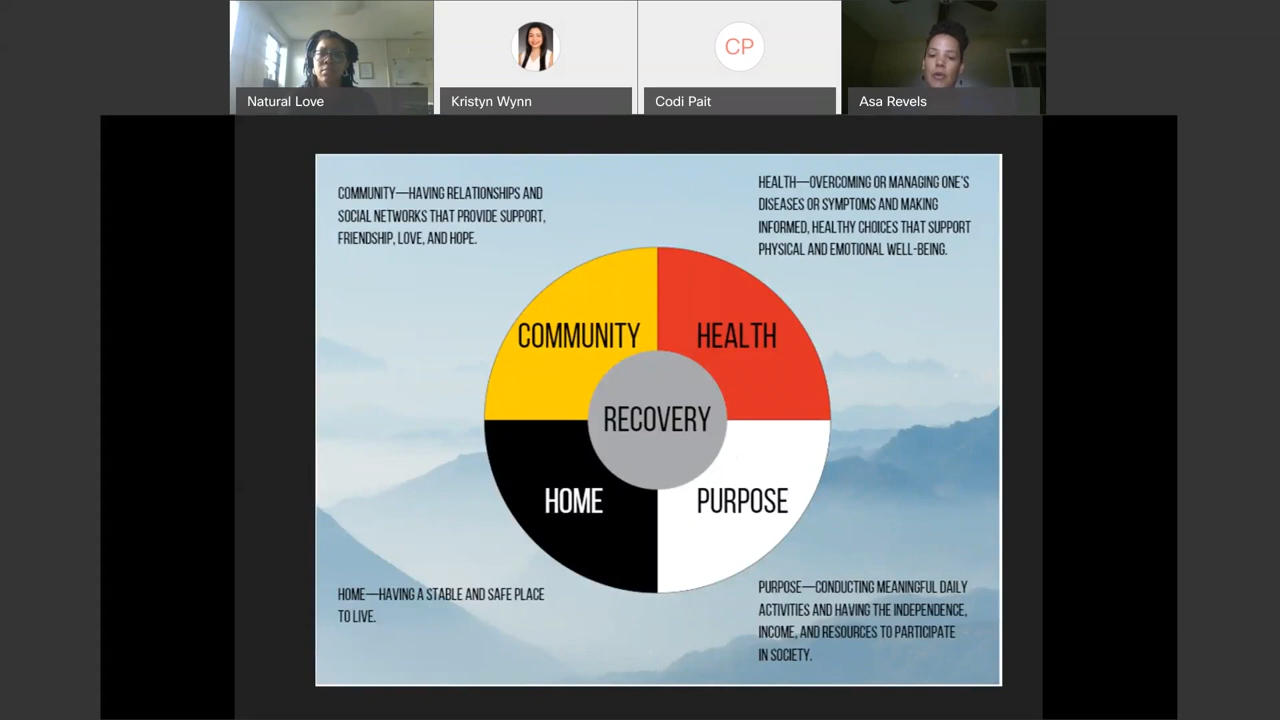 CP
Natural Love
Kristyn Wynn
Codi Pait
Asa Revels
COMMUNITY—HAVING RELATIONSHIPS AND
SOCIAL NETWORKS THAT PROVIDE SUPPORT,
FRIENDSHIP, LOVE, AND HOPE.
HEALTH—OVERCOMING OR MANAGING ONE'S
DISEASES OR SYMPTOMS AND MAKING
INFORMED, HEALTHY CHOICES THAT SUPPORT
PHYSICAL AND EMOTIONAL WELL-BEING.
COMMUNITY
HEALTH
RECOVERY
HOME
PURPOSE
HOME—HAVING A STABLE AND SAFE PLACE
TO LIVE.
PURPOSE—CONDUCTING MEANINGFUL DAILY
ACTIVITIES AND HAVING THE INDEPENDENCE,
INCOME, AND RESOURCES TO PARTICIPATE
IN SOCIETY.